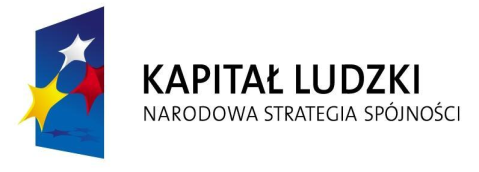 KAPITAŁ LUDZKI
NARODOWA STRATEGIA SPÓJNOŚCI